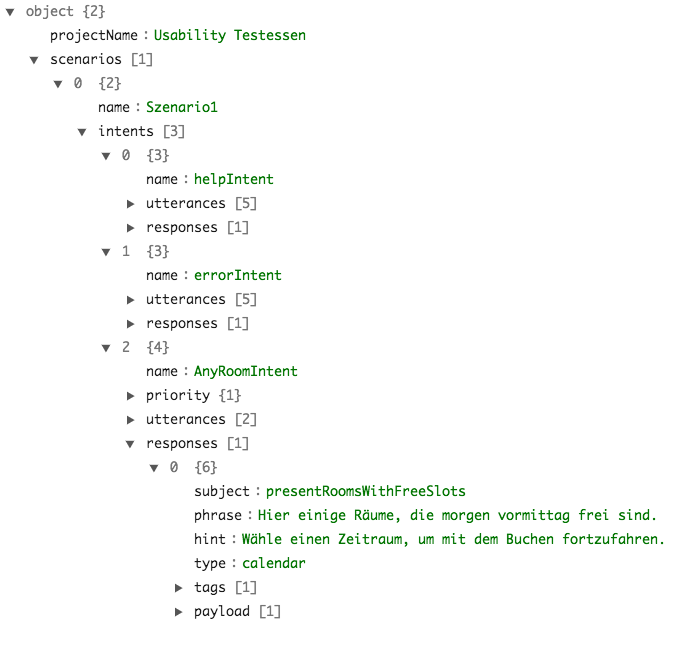 object {2}
projectName : Usability Testessen
scenarios [1]
0 {2}
name : Szenario1
intents [3]
0 {3}
name : helpIntent
utterances [5]
responses [1]
1 {3}
name : errorIntent
utterances [5]
responses [1]
2 {4}
name : AnyRoomIntent
priority {1}
utterances [2]
responses [1]
0 {6}
subject : presentRoomsWithFreeSlots
phrase : Hier einige Räume, die morgen vormittag frei sind.
hint : Wähle einen Zeitraum, um mit dem Buchen fortzufahren.
type : calendar
tags [1]
payload [1]